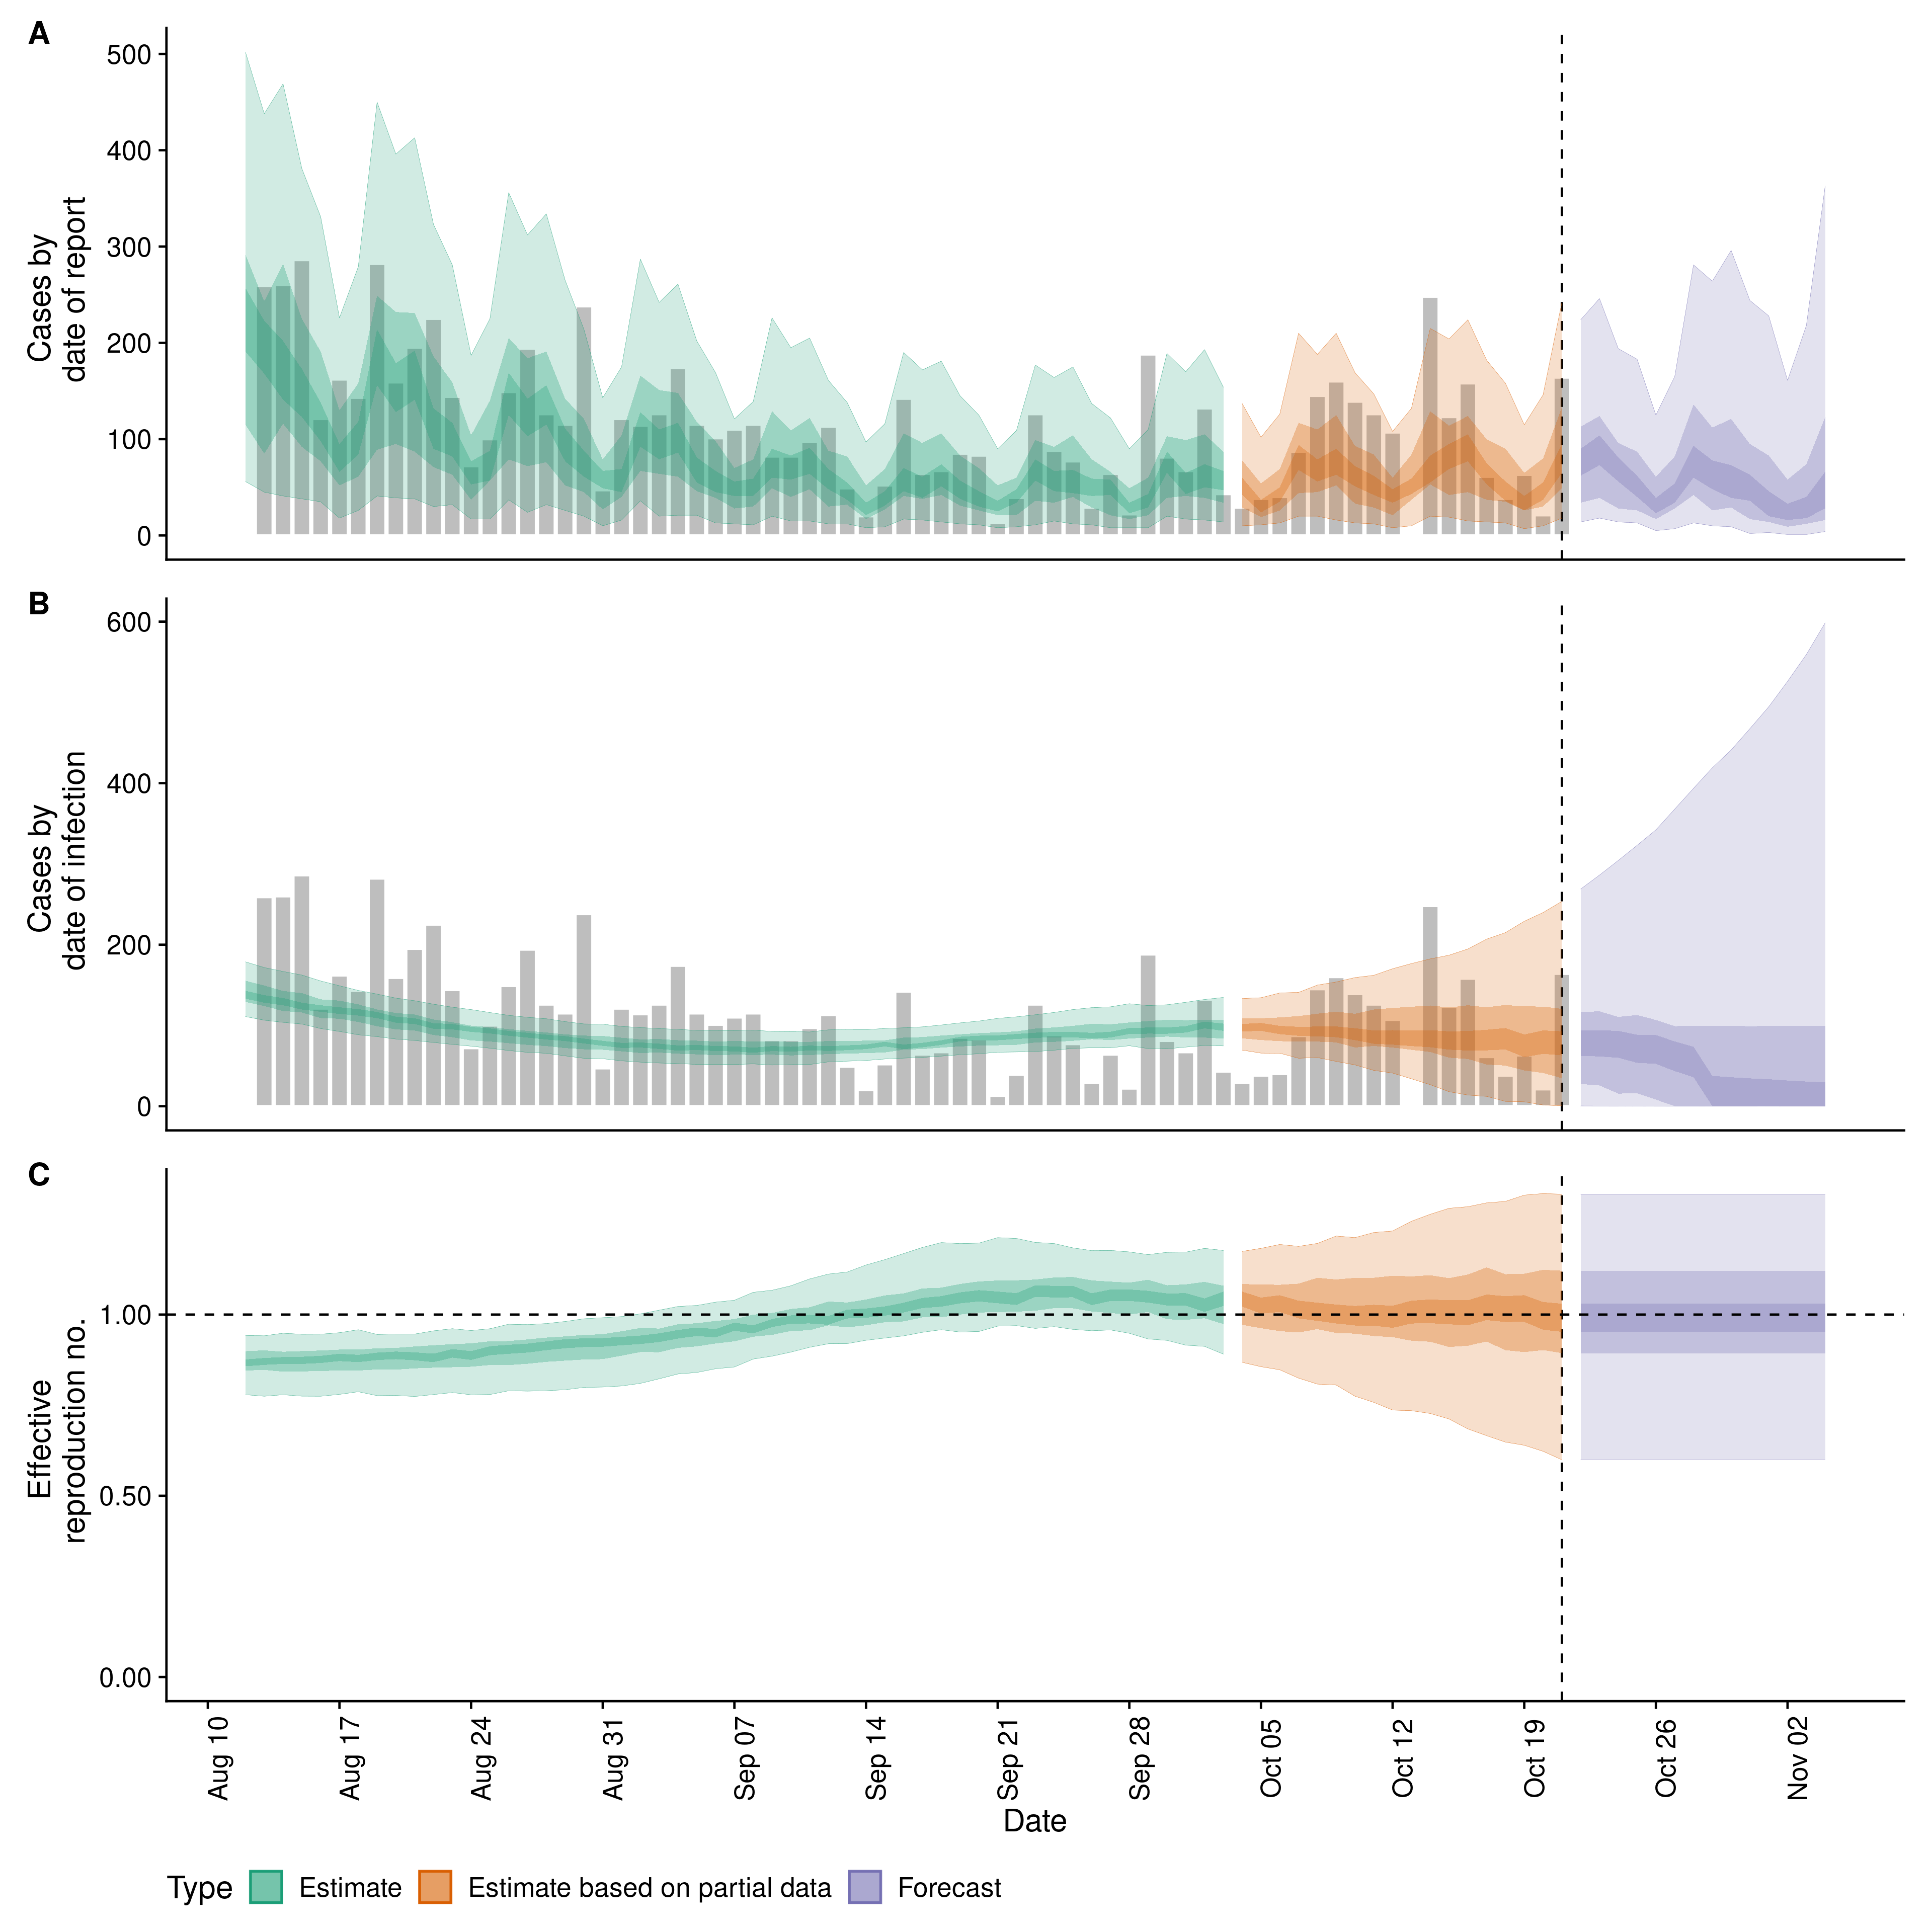 A
500
400
300
200
100
0
Cases by
date of report
B
600
400
200
0
Cases by
date of infection
C
1.00
0.50
0.00
Effective
reproduction no.
Aug 10
Aug 17
Aug 24
Aug 31
Sep 07
Sep 14
Sep 21
Sep 28
Oct 05
Oct 12
Oct 19
Oct 26
Nov 02
Date
Type Estimate Estimate based on partial data Forecast